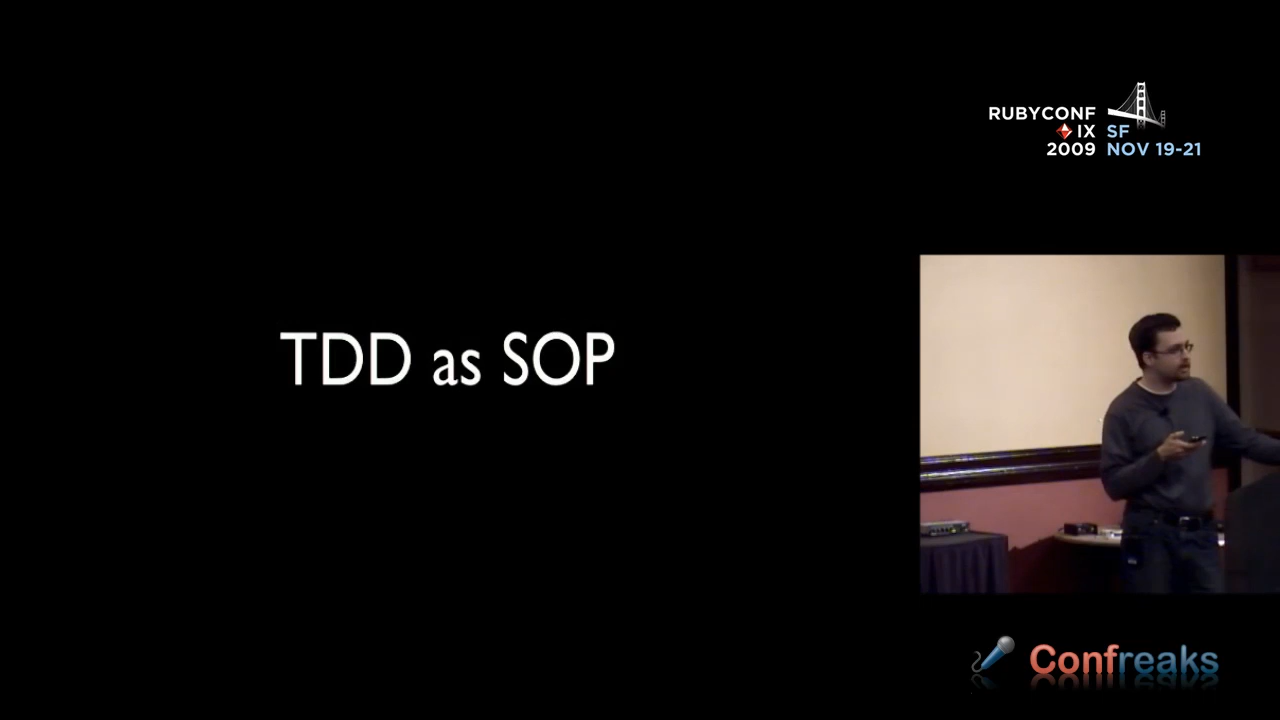 TDD as SOP
RUBYCONF
IX SF
2009 NOV 19-21
Confreaks